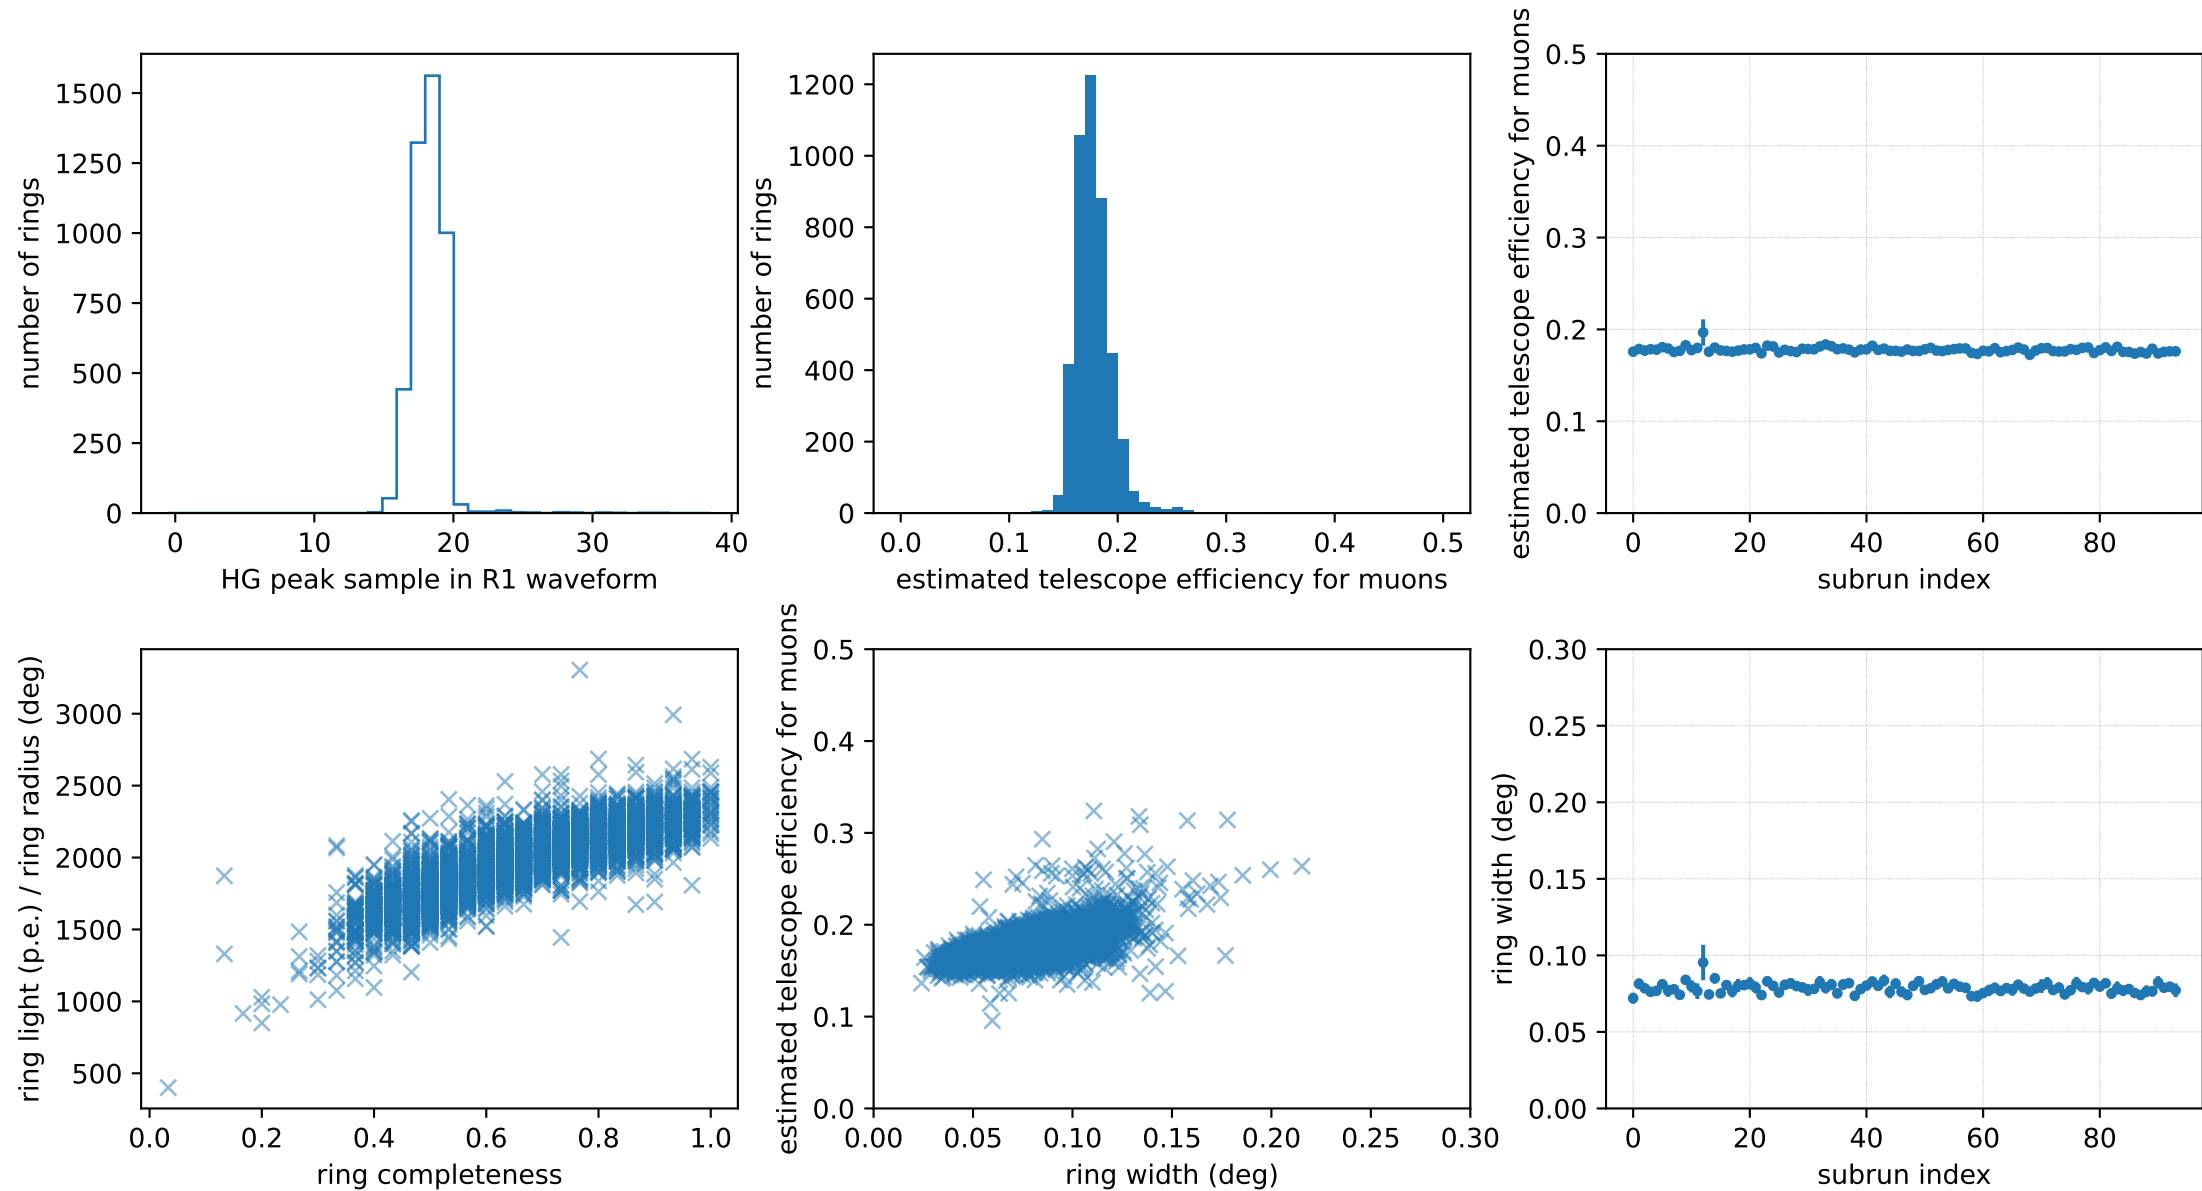 number of rings
1500
1250
1000
750
500
250
0
0 10 20 30 40
HG peak sample in R1 waveform
number of rings
1200
1000
800
600
400
200
0
0.0 0.1 0.2 0.3 0.4 0.5
estimated telescope efficiency for muons
estimated telescope efficiency for muons
0.5
0.4
0.3
0.2
0.1
0.0
0 20 40 60 80
subrun index
ring light (p.e.) / ring radius (deg)
3000
2500
2000
1500
1000
500
0.0 0.2 0.4 0.6 0.8 1.0
ring completeness
estimated telescope efficiency for muons
0.5
0.4
0.3
0.2
0.1
0.0
0.00 0.05 0.10 0.15 0.20 0.25 0.30
ring width (deg)
ring width (deg)
0.30
0.25
0.20
0.15
0.10
0.05
0.00
0 20 40 60 80
subrun index